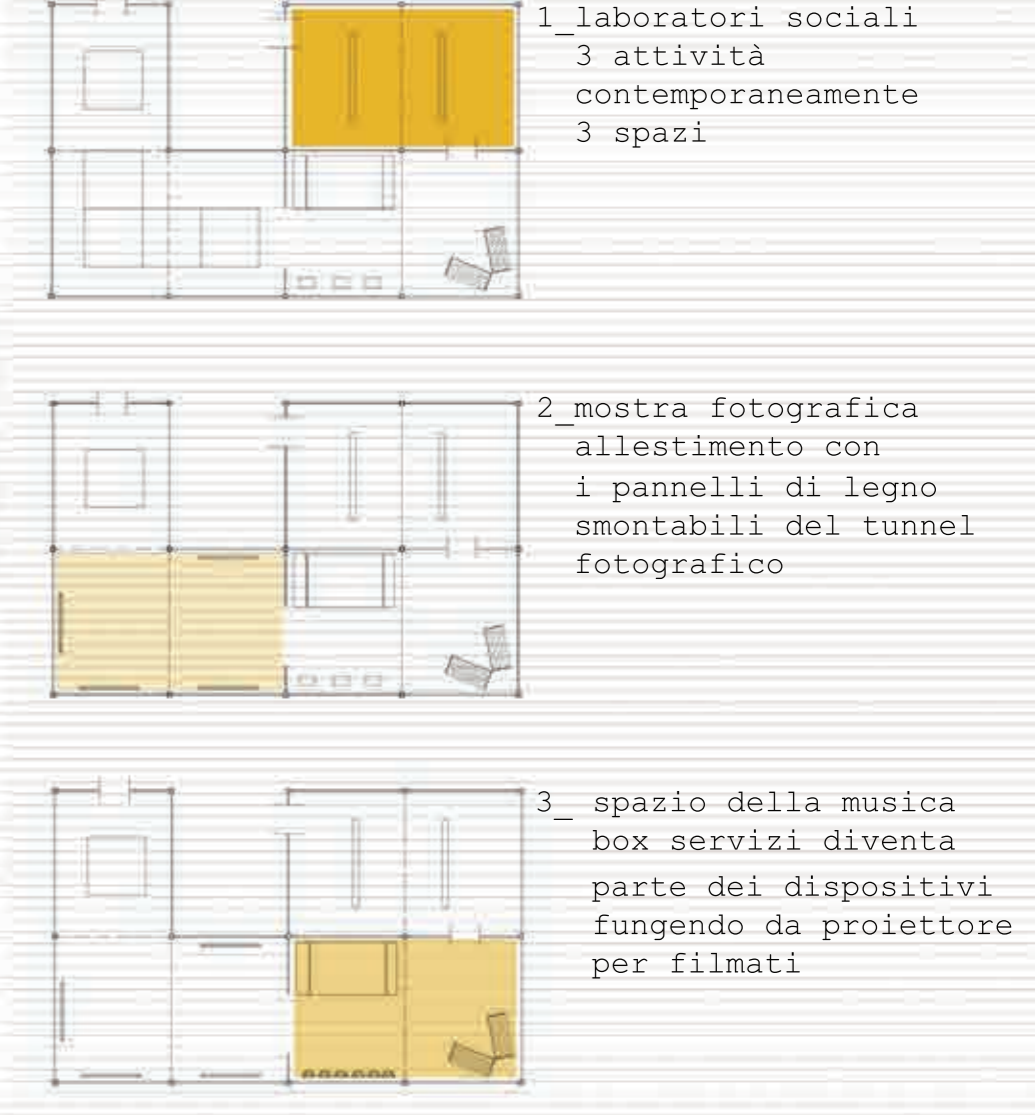 1_laboratori sociali
3 attività
contemporaneamente
3 spazi
2_mostra fotografica
allestimento con
i pannelli di legno
smontabili del tunnel
fotografico
3_ spazio della musica
box servizi diventa
parte dei dispositivi
fungendo da proiettore
per filmati